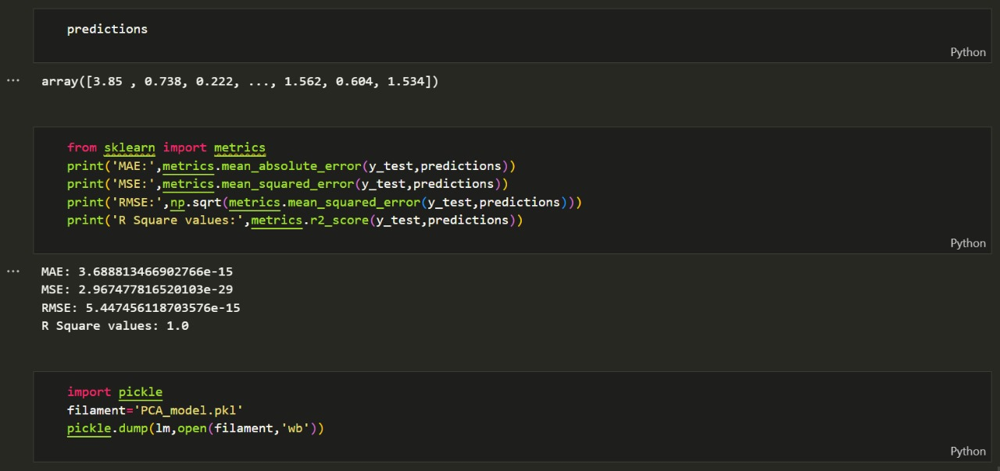 predictions
Python
array([3.85 , 0.738, 0.222, ..., 1.562, 0.604, 1.534])
from sklearn import metrics
print('MAE:',metrics.mean_absolute_error(y_test,predictions))
print('MSE:',metrics.mean_squared_error(y_test,predictions))
print('RMSE:',np.sqrt(metrics.mean_squared_error(y_test,predictions)))
print('R Square values:',metrics.r2_score(y_test,predictions))
Python
MAE: 3.688813466902766e-15
MSE: 2.967477816520103e-29
RMSE: 5.447456118703576e-15
R Square values: 1.0
import pickle
filament='PCA_model.pkl'
pickle.dump(lm,open(filament,'wb'))
Python